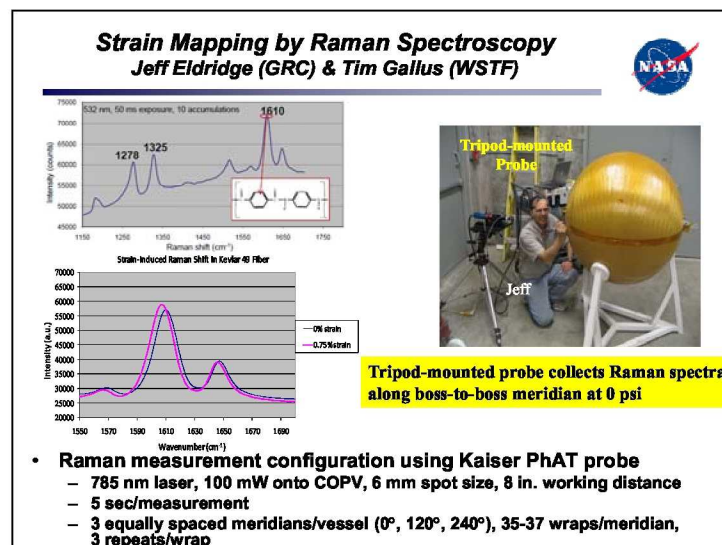 Strain Mapping by Raman Spectroscopy
Jeff Eldridge (GRC) & Tim Gallus (WSTF)
NASA
75000
70000
65000
60000
55000
50000
45000
Intensity (counts)
532 nm, 50 ms exposure, 10 accumulations
1610
1278
1325
1150
1250
1350
1450
1550
1650
1750
Raman shift (cm-1)
Strain-Induced Raman Shift in Kevlar 49 Fiber
70000
65000
60000
55000
50000
45000
40000
35000
30000
25000
20000
Intensity (a.u.)
0% strain
0.75% strain
1550
1570
1590
1610
1630
1650
1670
1690
Wavenumber (cm-1)
Tripod-mounted
Probe
Jeff
Tripod-mounted probe collects Raman spectra
along boss-to-boss meridian at 0 psi
• Raman measurement configuration using Kaiser PhAT probe
– 785 nm laser, 100 mW onto COPV, 6 mm spot size, 8 in. working distance
– 5 sec/measurement
– 3 equally spaced meridians/vessel (0°, 120°, 240°), 35-37 wraps/meridian,
3 repeats/wrap